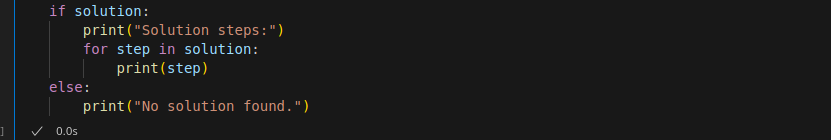 if solution:
    print("Solution steps:")
    for step in solution:
        print(step)
else:
    print("No solution found.")
] ✓ 0.0s